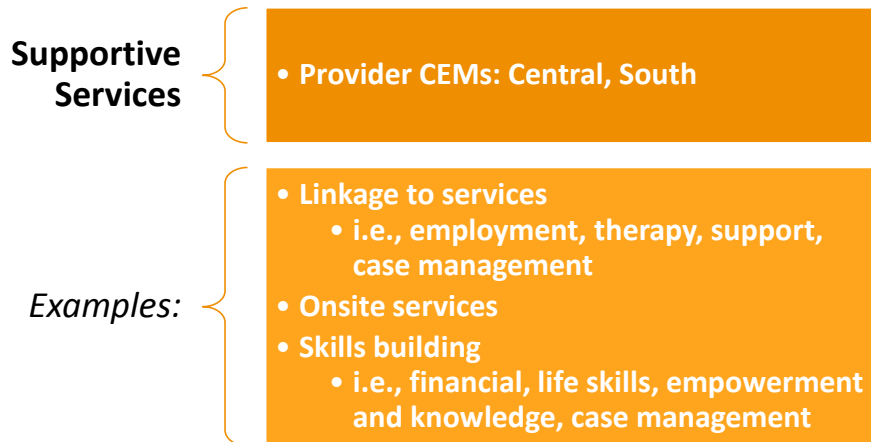 Supportive
Services
• Provider CEMs: Central, South
Examples:
• Linkage to services
• i.e., employment, therapy, support,
case management
• Onsite services
• Skills building
• i.e., financial, life skills, empowerment
and knowledge, case management